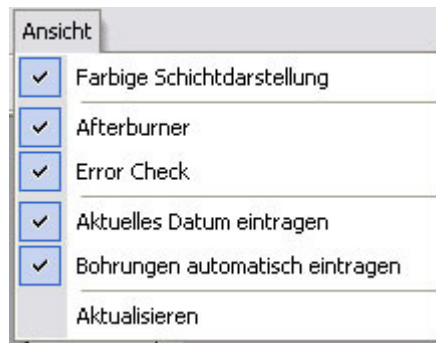 Ansicht
Farbige Schichtdarstellung
Afterburner
Error Check
Aktuelles Datum eintragen
Bohrungen automatisch eintragen
Aktualisieren